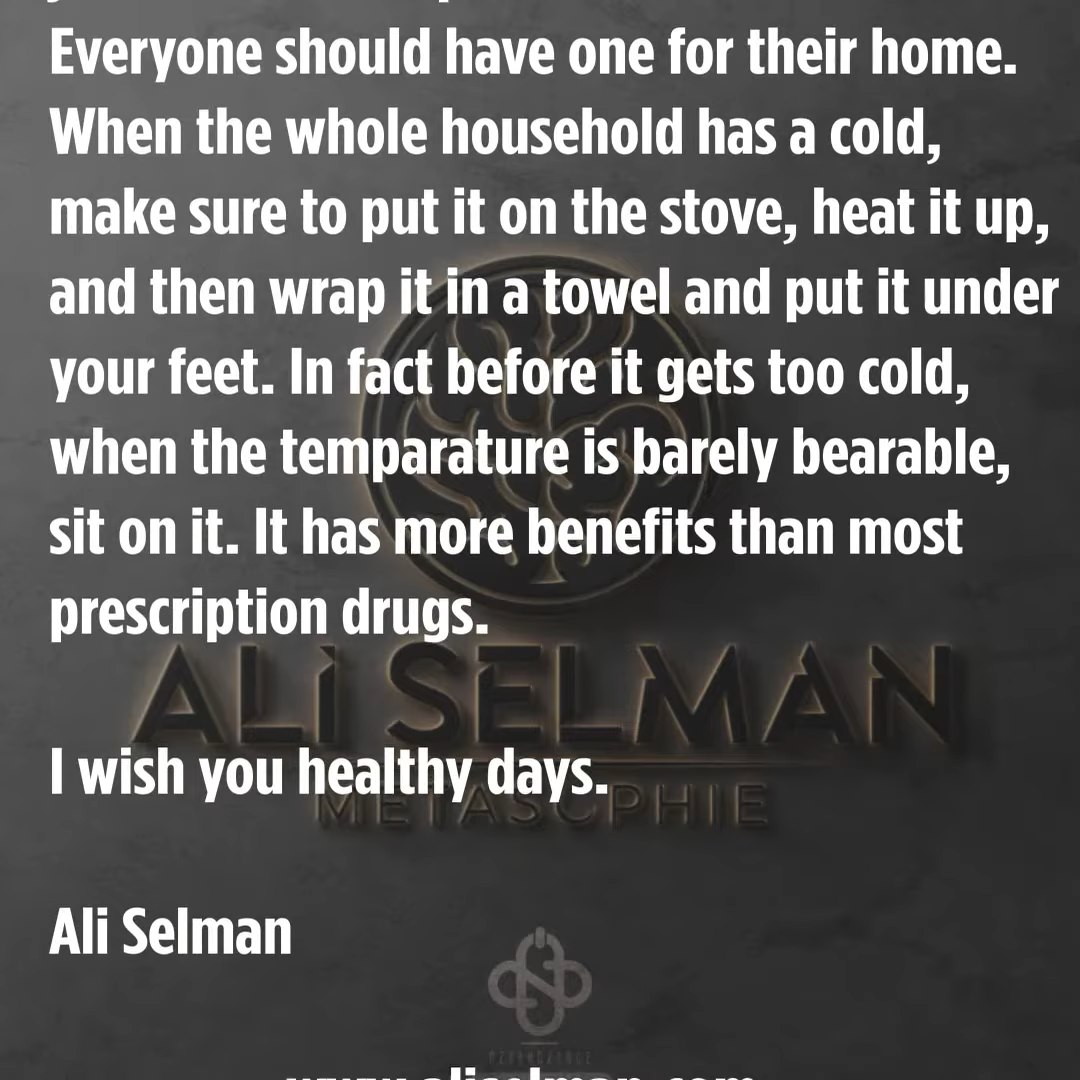 Everyone should have one for their home.
When the whole household has a cold,
make sure to put it on the stove, heat it up,
and then wrap it in a towel and put it under
your feet. In fact before it gets too cold,
when the temparature is barely bearable,
sit on it. It has more benefits than most
prescription drugs.
ALİ SELMAN
I wish you healthy days.
METASOPHIE
Ali Selman
www.aliselman.com